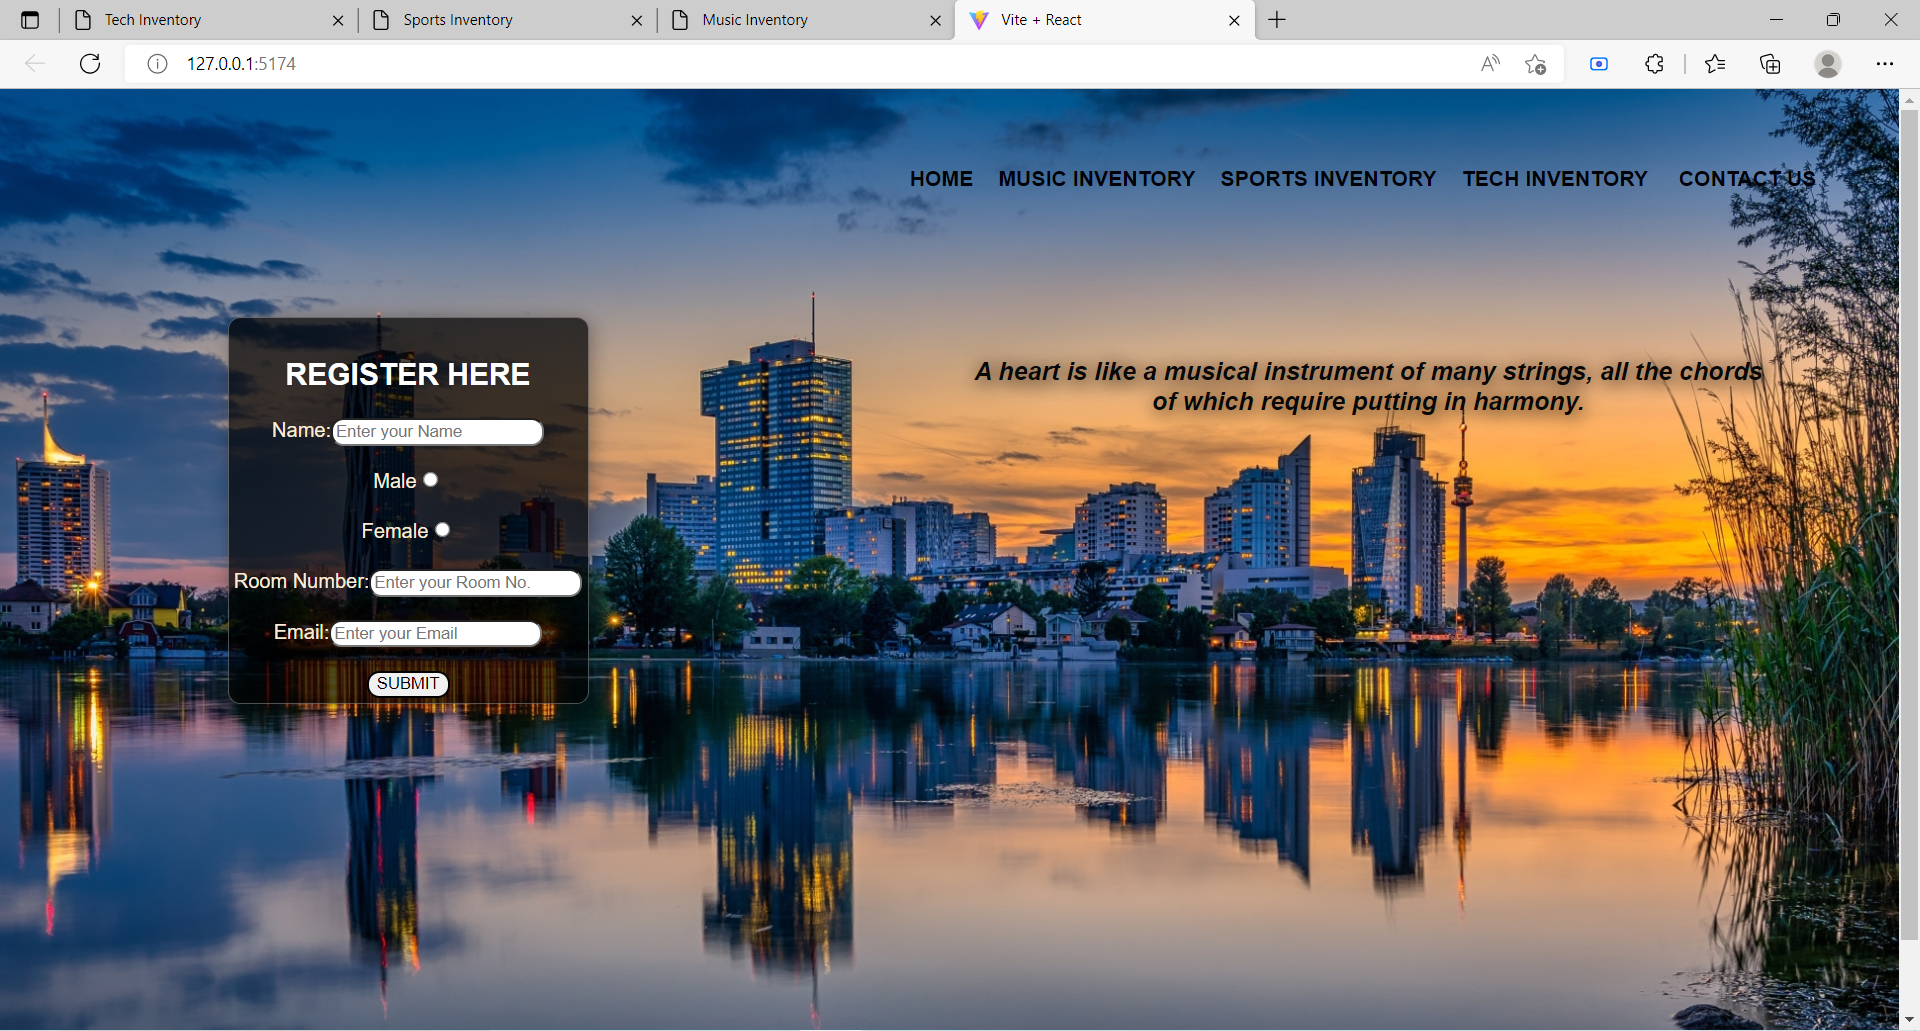 Tech Inventory
Sports Inventory
Music Inventory
Vite + React
127.0.0.1:5174
HOME MUSIC INVENTORY SPORTS INVENTORY TECH INVENTORY CONTACT US
REGISTER HERE
Name: Enter your Name
Male
Female
Room Number: Enter your Room No.
Email: Enter your Email
SUBMIT
A heart is like a musical instrument of many strings, all the chords
of which require putting in harmony.